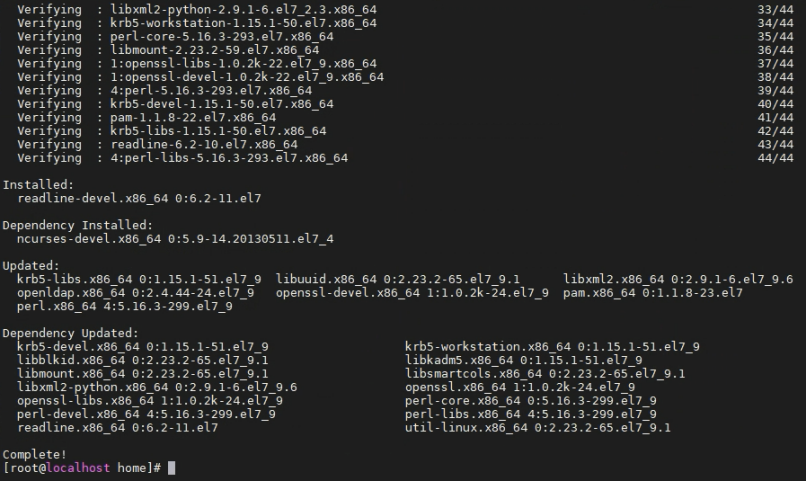 Verifying  : libxml2-python-2.9.1-6.el7_2.3.x86_64 33/44
Verifying  : krb5-workstation-1.15.1-50.el7.x86_64 34/44
Verifying  : perl-core-5.16.3-293.el7.x86_64 35/44
Verifying  : libmount-2.23.2-59.el7.x86_64 36/44
Verifying  : 1:openssl-libs-1.0.2k-22.el7_9.x86_64 37/44
Verifying  : 1:openssl-devel-1.0.2k-22.el7_9.x86_64 38/44
Verifying  : 4:perl-5.16.3-293.el7.x86_64 39/44
Verifying  : krb5-devel-1.15.1-50.el7.x86_64 40/44
Verifying  : pam-1.1.8-22.el7.x86_64 41/44
Verifying  : krb5-libs-1.15.1-50.el7.x86_64 42/44
Verifying  : readline-6.2-10.el7.x86_64 43/44
Verifying  : 4:perl-libs-5.16.3-293.el7.x86_64 44/44
Installed:
readline-devel.x86_64 0:6.2-11.el7
Dependency Installed:
ncurses-devel.x86_64 0:5.9-14.20130511.el7_4
Updated:
krb5-libs.x86_64 0:1.15.1-51.el7_9  libuuid.x86_64 0:2.23.2-65.el7_9.1  libxml2.x86_64 0:2.9.1-6.el7_9.6
openldap.x86_64 0:2.4.44-24.el7_9  openssl-devel.x86_64 1:1.0.2k-24.el7_9  pam.x86_64 0:1.1.8-23.el7
perl.x86_64 4:5.16.3-299.el7_9
Dependency Updated:
krb5-devel.x86_64 0:1.15.1-51.el7_9  krb5-workstation.x86_64 0:1.15.1-51.el7_9
libblkid.x86_64 0:2.23.2-65.el7_9.1  libkadm5.x86_64 0:1.15.1-51.el7_9
libmount.x86_64 0:2.23.2-65.el7_9.1  libsmartcols.x86_64 0:2.23.2-65.el7_9.1
libxml2-python.x86_64 0:2.9.1-6.el7_9.6  openssl.x86_64 1:1.0.2k-24.el7_9
openssl-libs.x86_64 1:1.0.2k-24.el7_9  perl-core.x86_64 0:5.16.3-299.el7_9
perl-devel.x86_64 4:5.16.3-299.el7_9  perl-libs.x86_64 4:5.16.3-299.el7_9
readline.x86_64 0:6.2-11.el7  util-linux.x86_64 0:2.23.2-65.el7_9.1
Complete!
[root@localhost home]#